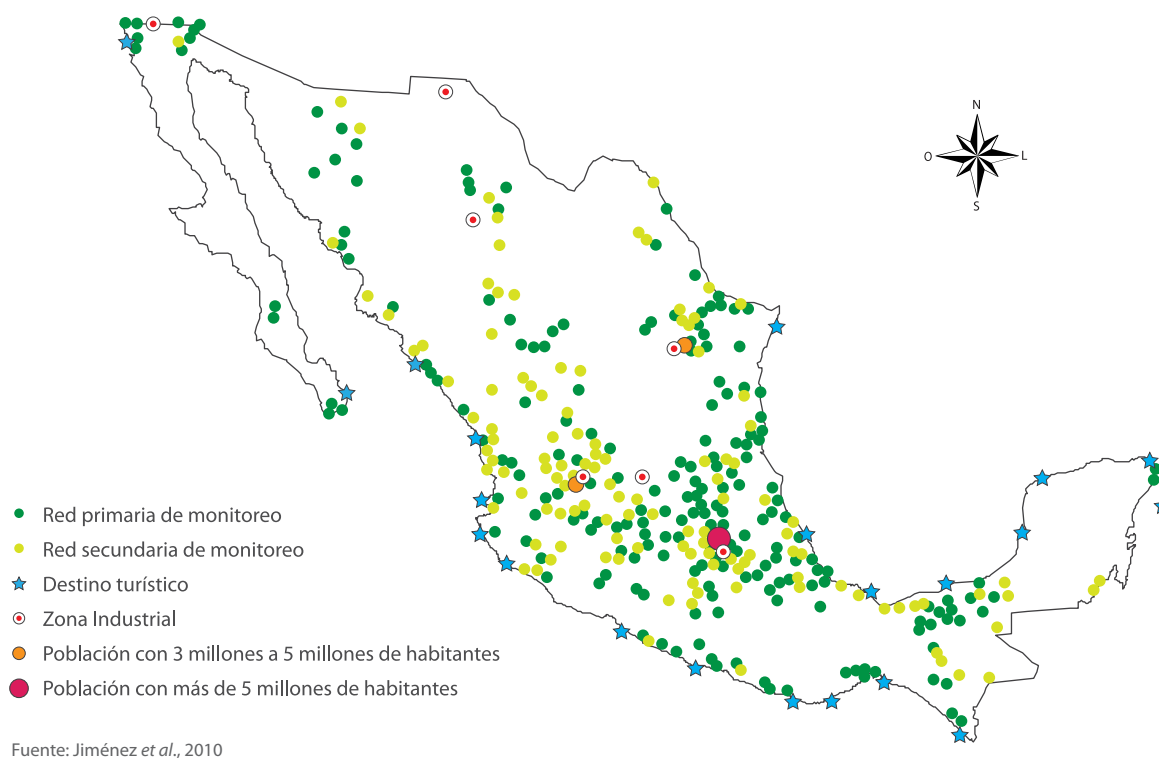 N
O
L
S
Red primaria de monitoreo
Red secundaria de monitoreo
Destino turístico
Zona Industrial
Población con 3 millones a 5 millones de habitantes
Población con más de 5 millones de habitantes
Fuente: Jiménez et al., 2010